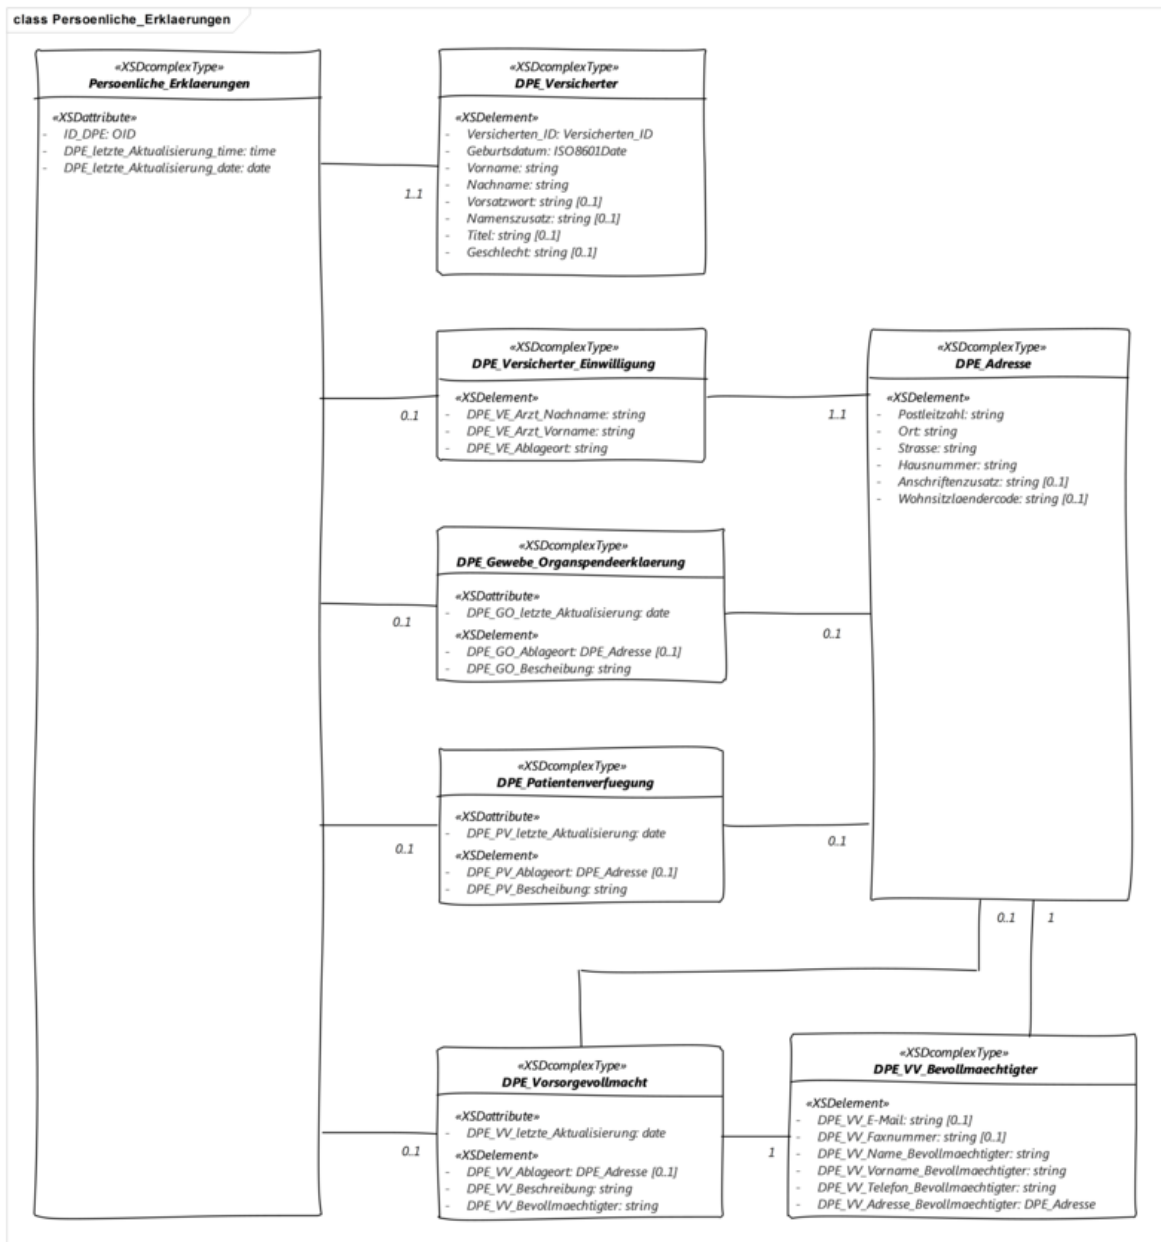 class Persoenliche_Erklaerungen
«XSDcomplexType»
Persoenliche_Erklaerungen
«XSDattribute»
- ID_DPE: OID
- DPE_letzte_Aktualisierung_time: time
- DPE_letzte_Aktualisierung_date: date
«XSDcomplexType»
DPE_Versicherter
«XSDelement»
- Versicherten_ID: Versicherten_ID
- Geburtsdatum: ISO8601Date
- Vorname: string
- Nachname: string
- Vorsatzwort: string [0..1]
- Namenszusatz: string [0..1]
- Titel: string [0..1]
- Geschlecht: string [0..1]
1..1
«XSDcomplexType»
DPE_Versicherter_Einwilligung
«XSDelement»
- DPE_VE_Arzt_Nachname: string
- DPE_VE_Arzt_Vorname: string
- DPE_VE_Ablageort: string
0..1
1..1
«XSDcomplexType»
DPE_Adresse
«XSDelement»
- Postleitzahl: string
- Ort: string
- Strasse: string
- Hausnummer: string
- Anschriftenzusatz: string [0..1]
- Wohnsitzlaendercode: string [0..1]
«XSDcomplexType»
DPE_Gewebe_Organspendeerklaerung
«XSDattribute»
- DPE_GO_letzte_Aktualisierung: date
«XSDelement»
- DPE_GO_Ablageort: DPE_Adresse [0..1]
- DPE_GO_Bescheibung: string
0..1
0..1
«XSDcomplexType»
DPE_Patientenverfuegung
«XSDattribute»
- DPE_PV_letzte_Aktualisierung: date
«XSDelement»
- DPE_PV_Ablageort: DPE_Adresse [0..1]
- DPE_PV_Bescheibung: string
0..1
0..1
0..1
1
«XSDcomplexType»
DPE_Vorsorgevollmacht
«XSDattribute»
- DPE_VV_letzte_Aktualisierung: date
«XSDelement»
- DPE_VV_Ablageort: DPE_Adresse [0..1]
- DPE_VV_Beschreibung: string
- DPE_VV_Bevollmaechtigter: string
0..1
1
«XSDcomplexType»
DPE_VV_Bevollmaechtigter
«XSDelement»
- DPE_VV_E-Mail: string [0..1]
- DPE_VV_Faxnummer: string [0..1]
- DPE_VV_Name_Bevollmaechtigter: string
- DPE_VV_Vorname_Bevollmaechtigter: string
- DPE_VV_Telefon_Bevollmaechtigter: string
- DPE_VV_Adresse_Bevollmaechtigter: DPE_Adresse